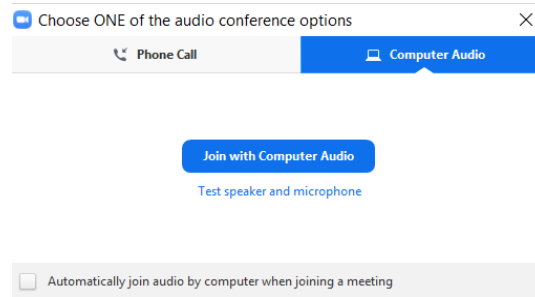 Choose ONE of the audio conference options
Phone Call
Computer Audio
Join with Computer Audio
Test speaker and microphone
Automatically join audio by computer when joining a meeting